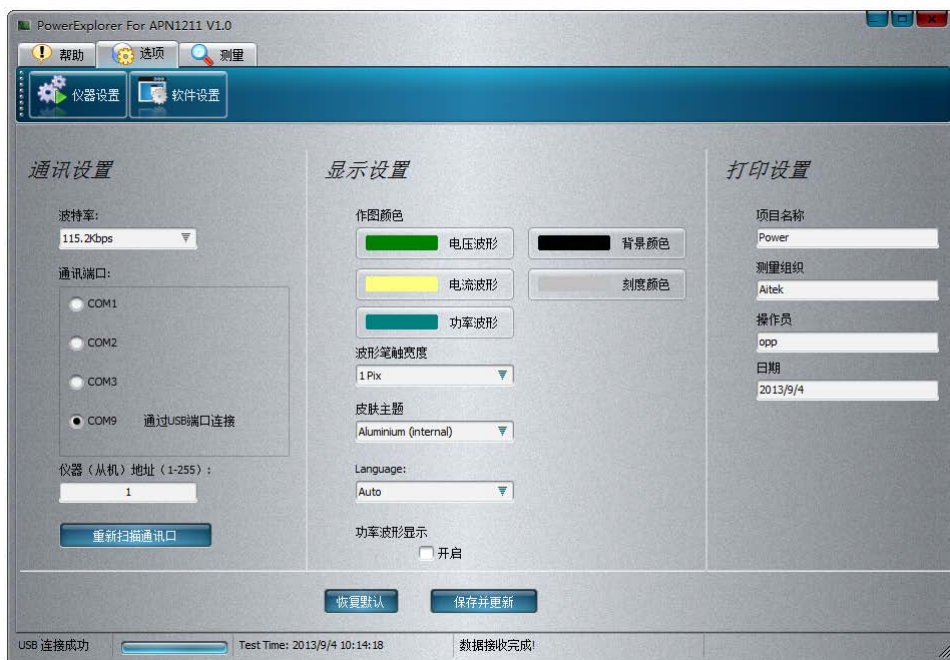 PowerExplorer For APN1211 V1.0
帮助 选项 测量
仪器设置 软件设置
通讯设置
波特率:
115.2Kbps
通讯端口:
COM1
COM2
COM3
COM9 通过USB端口连接
仪器（从机）地址（1-255）:
1
重新扫描通讯口
显示设置
作图颜色
电压波形 背景颜色
电流波形 刻度颜色
功率波形
波形笔触宽度
1 Pix
皮肤主题
Aluminium (internal)
Language:
Auto
功率波形显示
开启
打印设置
项目名称
Power
测量组织
Aitek
操作员
opp
日期
2013/9/4
恢复默认 保存并更新
USB 连接成功 Test Time: 2013/9/4 10:14:18 数据接收完成!